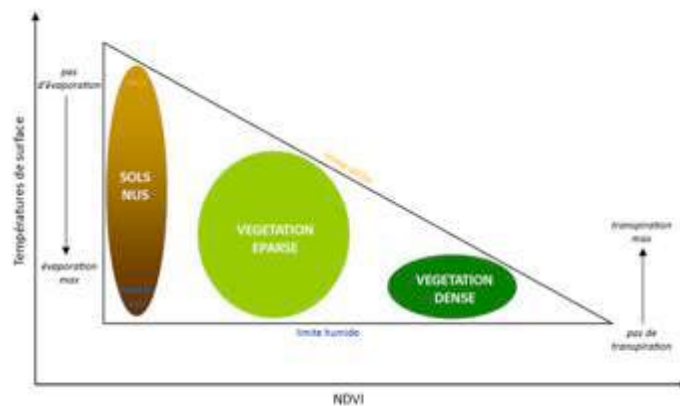 pas
d'évaporation
Températures de surface
SOLS
NUS
VEGETATION
EPARSE
VEGETATION
DENSE
évaporation
max
transpiration
max
pas de
transpiration
limite humide
NDVI